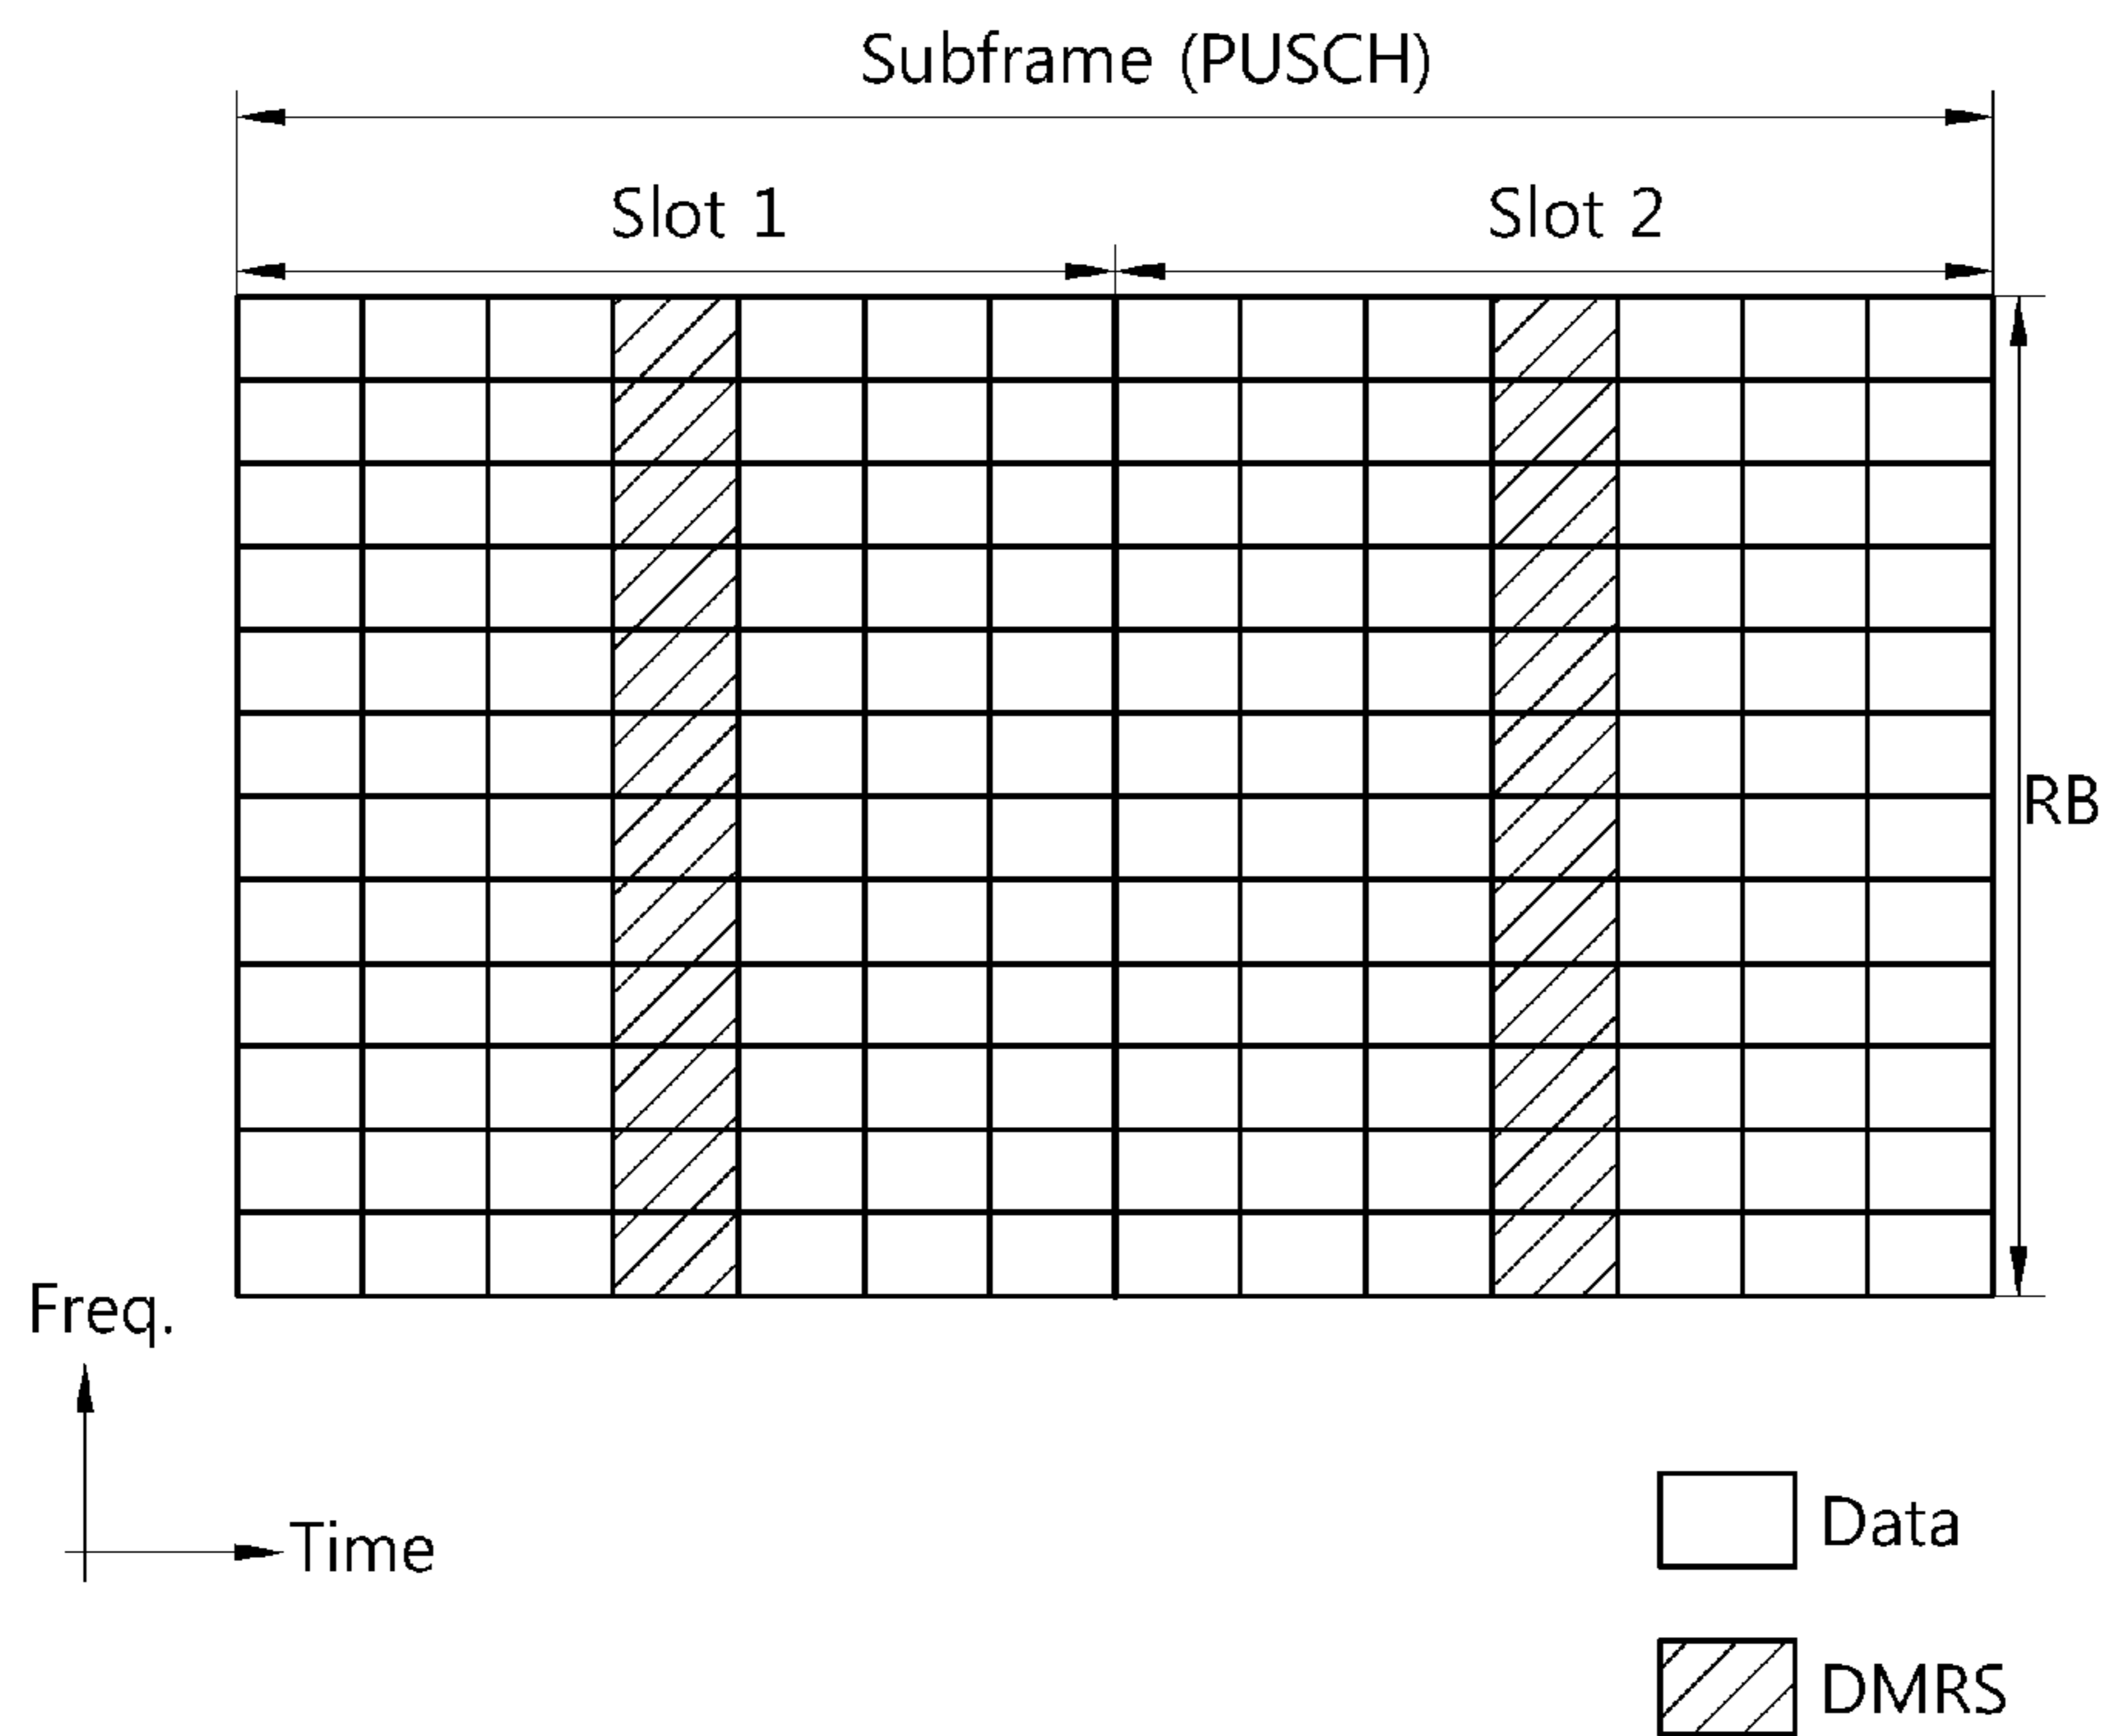 Subframe (PUSCH)
Slot 1
Slot 2
RB
Freq.
Time
Data
DMRS